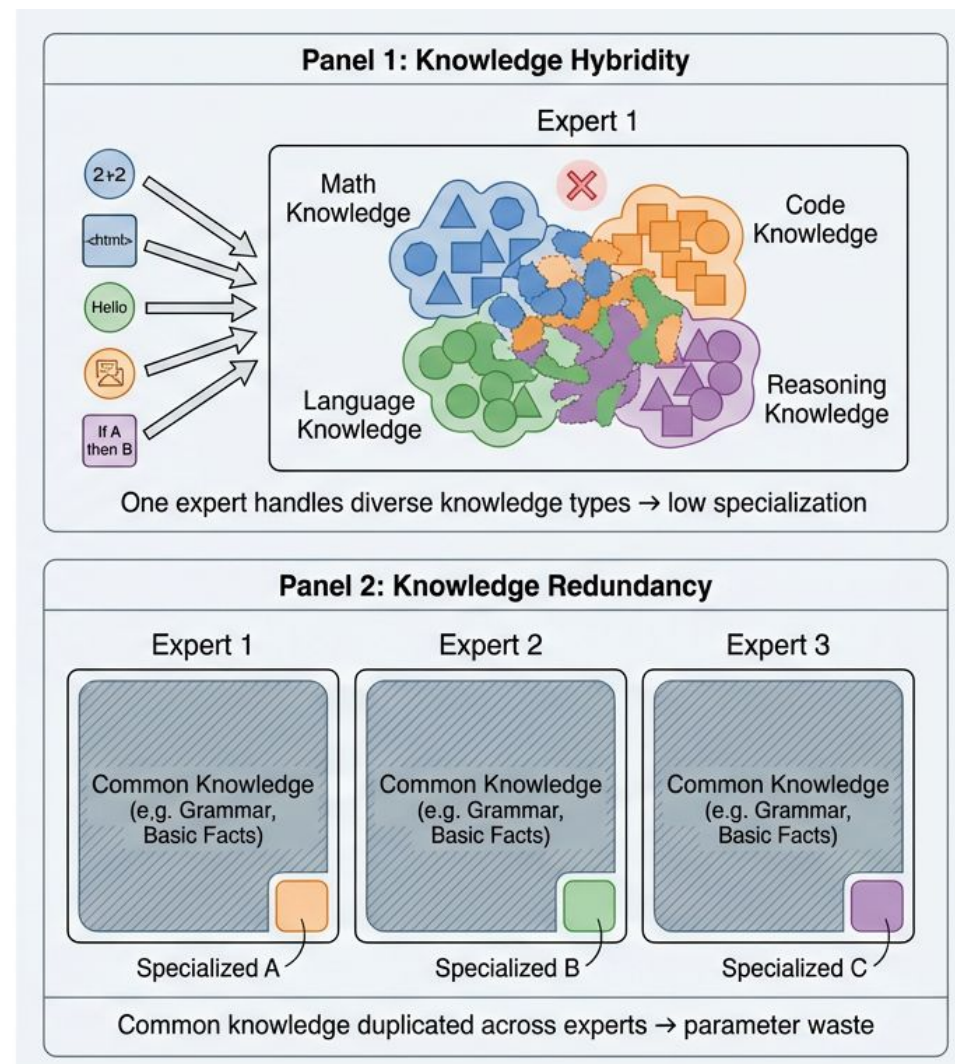 Panel 1: Knowledge Hybridity
Expert 1
2+2
<html>
Hello
If A
then B
Math
Knowledge
Code
Knowledge
Language
Knowledge
Reasoning
Knowledge
One expert handles diverse knowledge types → low specialization
Panel 2: Knowledge Redundancy
Expert 1
Expert 2
Expert 3
Common Knowledge
(e,g. Grammar,
Basic Facts)
Common Knowledge
(e.g. Grammar,
Basic Facts)
Common Knowledge
(e.g. Grammar,
Basic Facts)
Specialized A
Specialized B
Specialized C
Common knowledge duplicated across experts → parameter waste